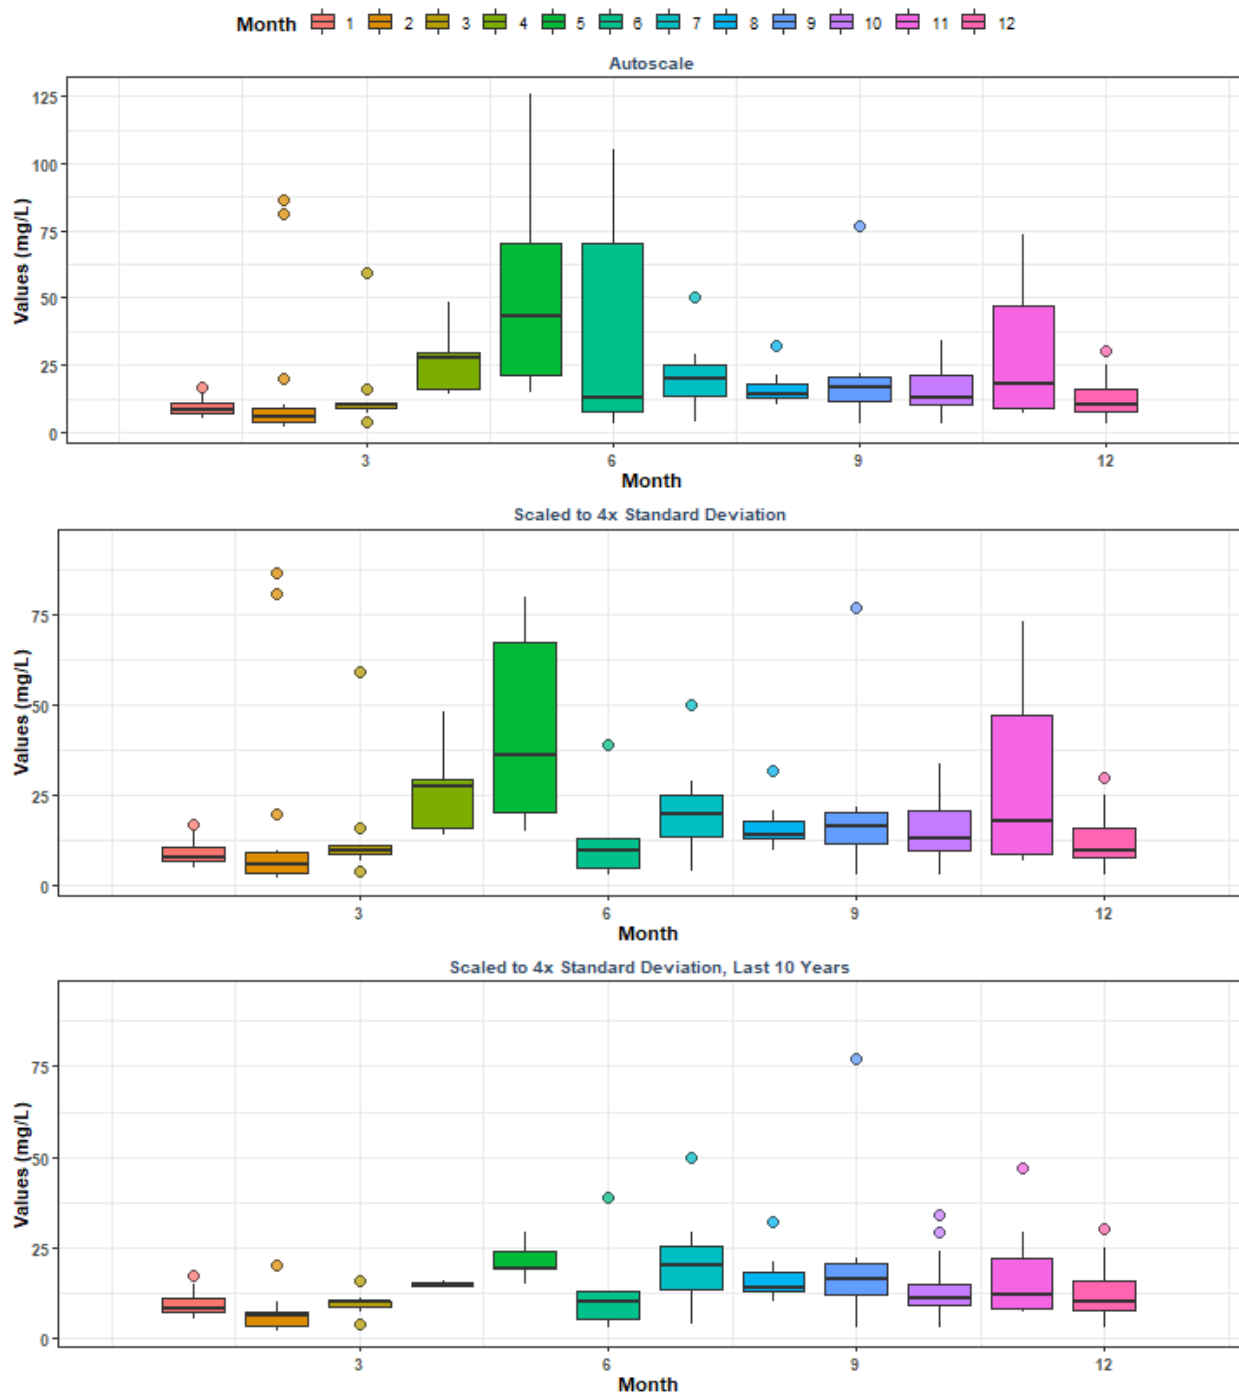 Month 1 2 3 4 5 6 7 8 9 10 11 12
Autoscale
Values (mg/L)
125
100
75
50
25
0
3 6 9 12
Month
Scaled to 4x Standard Deviation
Values (mg/L)
75
50
25
0
3 6 9 12
Month
Scaled to 4x Standard Deviation, Last 10 Years
Values (mg/L)
75
50
25
0
3 6 9 12
Month